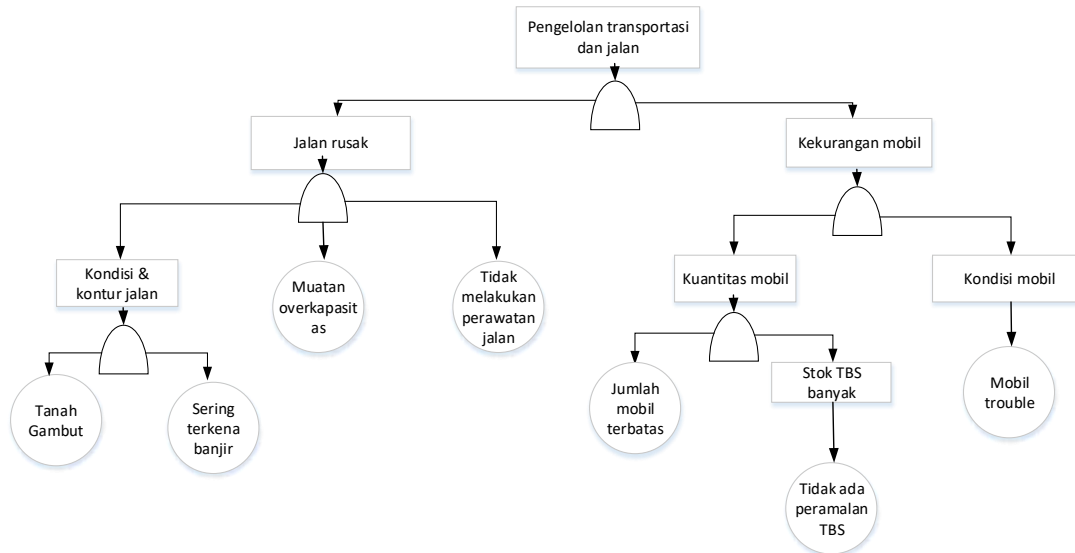 Pengelolan transportasi
dan jalan
Jalan rusak
Kekurangan mobil
Kondisi &
kontur jalan
Muatan
overkapasit
as
Tidak
melakukan
perawatan
jalan
Kuantitas mobil
Kondisi mobil
Tanah
Gambut
Sering
terkena
banjir
Jumlah
mobil
terbatas
Stok TBS
banyak
Mobil
trouble
Tidak ada
peramalan
TBS